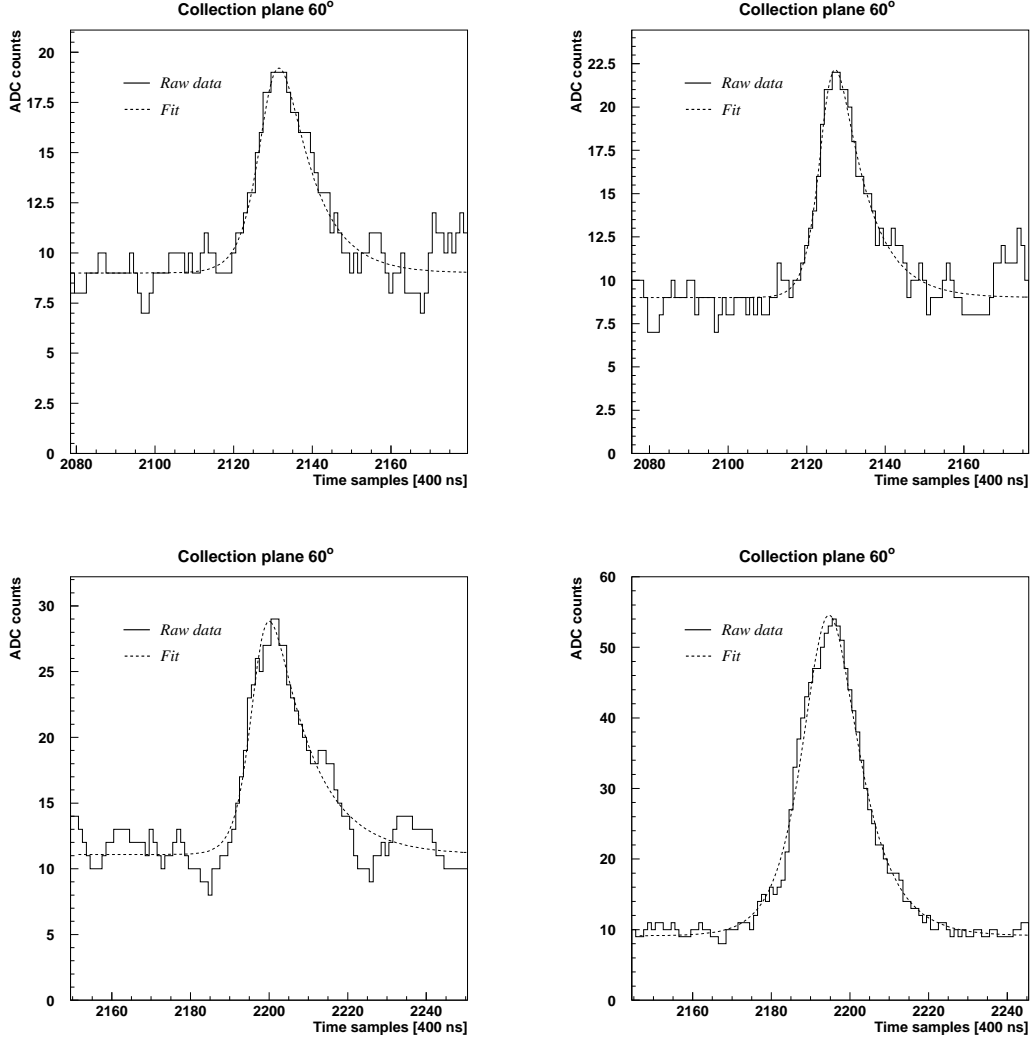 Collection plane 60°
ADC counts
20
17.5
15
12.5
10
7.5
5
2.5
0
Raw data
Fit
2080 2100 2120 2140 2160
Time samples [400 ns]
Collection plane 60°
ADC counts
22.5
20
17.5
15
12.5
10
7.5
5
2.5
0
Raw data
Fit
2080 2100 2120 2140 2160
Time samples [400 ns]
Collection plane 60°
ADC counts
30
25
20
15
10
5
0
Raw data
Fit
2160 2180 2200 2220 2240
Time samples [400 ns]
Collection plane 60°
ADC counts
60
50
40
30
20
10
0
Raw data
Fit
2160 2180 2200 2220 2240
Time samples [400 ns]